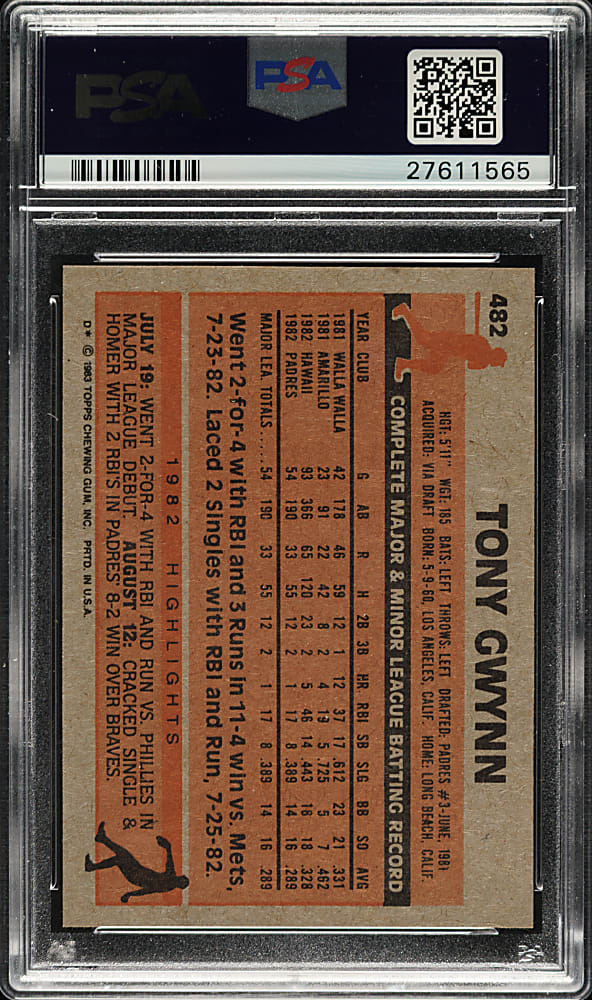 PSA
PSA
27611565
482
TONY GWYNN
HGT: 5'11" WGT: 185 BATS: LEFT THROWS: LEFT DRAFTED: PADRES #3-JUNE, 1981
ACQUIRED: VIA DRAFT BORN: 5-9-60, LOS ANGELES, CALIF. HOME: LONG BEACH, CALIF.
COMPLETE MAJOR & MINOR LEAGUE BATTING RECORD
YEAR CLUB G AB R H 2B 3B HR RBI SB SLG BB SO AVG
1981 WALLA WALLA 42 178 46 59 12 1 12 37 17 .612 23 21 .331
1981 AMARILLO 23 91 22 42 8 2 4 19 5 .725 5 7 .462
1982 HAWAII 93 366 65 120 23 2 5 46 14 .443 18 18 .328
1982 PADRES 54 190 33 55 12 2 1 17 8 .389 14 16 .289
MAJOR LEA. TOTALS..... 54 190 33 55 12 2 1 17 8 .389 14 16 .289
Went 2-for-4 with RBI and 3 Runs in 11-4 win vs. Mets,
7-23-82. Laced 2 Singles with RBI and Run, 7-25-82.
1982 HIGHLIGHTS
JULY 19: WENT 2-FOR-4 WITH RBI AND RUN VS. PHILLIES IN
MAJOR LEAGUE DEBUT. AUGUST 12: CRACKED SINGLE &
HOMER WITH 2 RBI'S IN PADRES' 8-2 WIN OVER BRAVES.
D* © 1983 TOPPS CHEWING GUM, INC. PRTD. IN U.S.A.